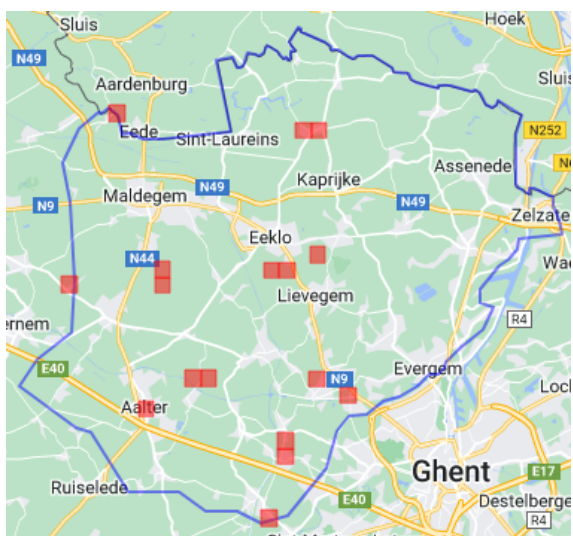 Sluis
Hoek
N49
Aardenburg
Sluis
Eede
N252
Sint-Laureins
Assenede
Kaprijke
N49
Maldegem
N9
N49
Zelzate
Eeklo
N44
Lievegem
R4
ernem
E40
Evergem
N9
Aalter
Ghent
E17
Ruiselede
E40
Destelberge
R4